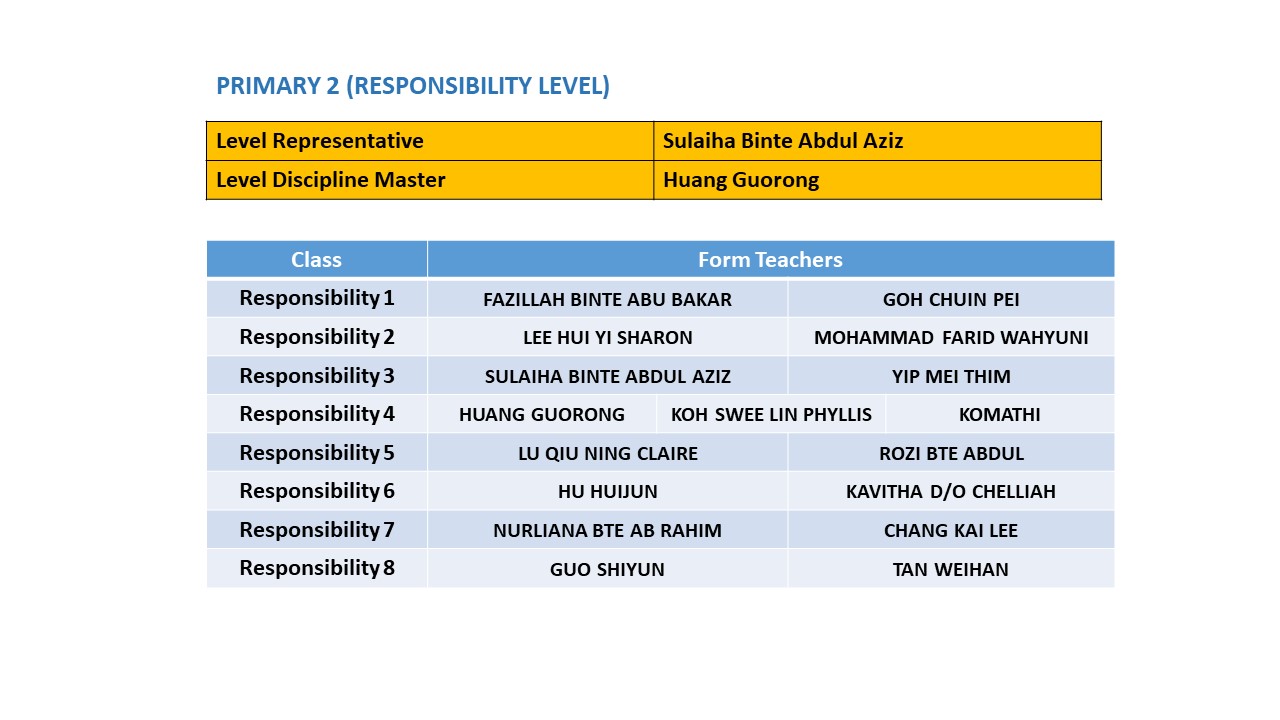 PRIMARY 2 (RESPONSIBILITY LEVEL)
Level Representative Sulaiha Binte Abdul Aziz
Level Discipline Master Huang Guorong
Class Form Teachers
Responsibility 1 FAZILLAH BINTE ABU BAKAR GOH CHUIN PEI
Responsibility 2 LEE HUI YI SHARON MOHAMMAD FARID WAHYUNI
Responsibility 3 SULAIHA BINTE ABDUL AZIZ YIP MEI THIM
Responsibility 4 HUANG GUORONG KOH SWEE LIN PHYLLIS KOMATHI
Responsibility 5 LU QIU NING CLAIRE ROZI BTE ABDUL
Responsibility 6 HU HUIJUN KAVITHA D/O CHELLIAH
Responsibility 7 NURLIANA BTE AB RAHIM CHANG KAI LEE
Responsibility 8 GUO SHIYUN TAN WEIHAN